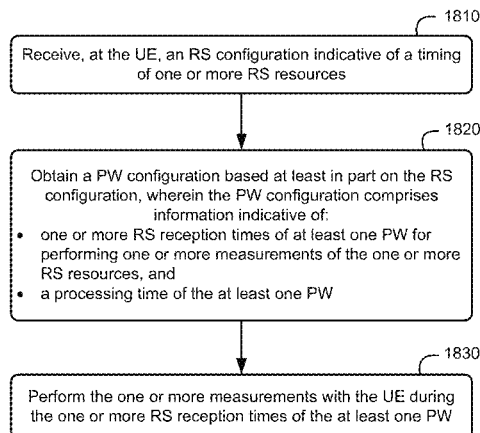 1810
Receive, at the UE, an RS configuration indicative of a timing
of one or more RS resources
1820
Obtain a PW configuration based at least in part on the RS
configuration, wherein the PW configuration comprises
information indicative of:
• one or more RS reception times of at least one PW for
performing one or more measurements of the one or more
RS resources, and
• a processing time of the at least one PW
1830
Perform the one or more measurements with the UE during
the one or more RS reception times of the at least one PW